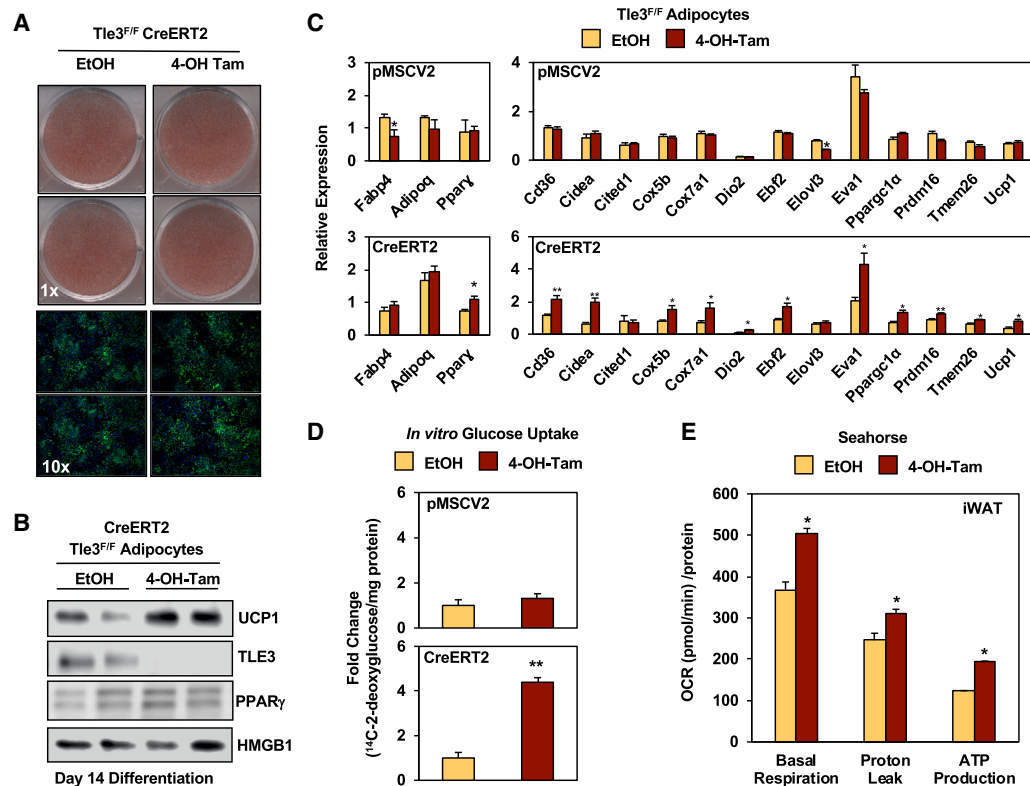 A
Tle3F/F CreERT2
EtOH 4-OH Tam
1x
10x
B
CreERT2
Tle3F/F Adipocytes
EtOH 4-OH-Tam
UCP1
TLE3
PPARγ
HMGB1
Day 14 Differentiation
C
Tle3F/F Adipocytes
EtOH 4-OH-Tam
Relative Expression
pMSCV2
3
2
1
0
*
Fabp4 Adipoq Pparɣ
pMSCV2
4
2
0
*
Cd36 Cidea Cited1 Cox5b Cox7a1 Dio2 Ebf2 Elovl3 Eva1 Ppargc1α Prdm16 Tmem26 Ucp1
CreERT2
3
2
1
0
*
Fabp4 Adipoq Pparɣ
CreERT2
6
4
2
0
** ** * * * * * * ** * *
Cd36 Cidea Cited1 Cox5b Cox7a1 Dio2 Ebf2 Elovl3 Eva1 Ppargc1α Prdm16 Tmem26 Ucp1
D
In vitro Glucose Uptake
EtOH 4-OH-Tam
Fold Change
(14C-2-deoxyglucose/mg protein)
pMSCV2
6
4
2
0
CreERT2
6
4
2
0
**
E
Seahorse
EtOH 4-OH-Tam
iWAT
OCR (pmol/min) /protein
600
500
400
300
200
100
0
* * *
Basal Proton ATP
Respiration Leak Production